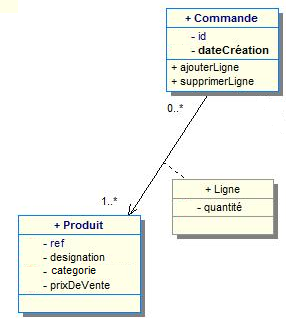 + Commande
- id
- dateCréation
+ ajouterLigne
+ supprimerLigne
0..*
+ Ligne
- quantité
1..*
+ Produit
- ref
- designation
- categorie
- prixDeVente